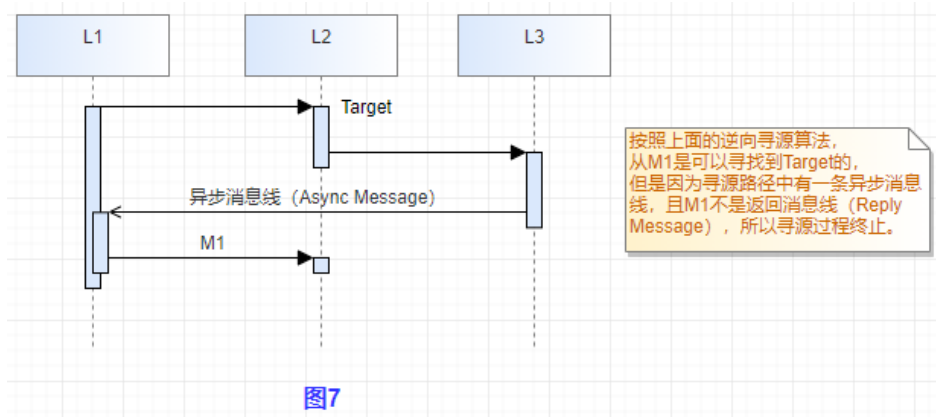 L1
L2
L3
Target
按照上面的逆向寻源算法，
从M1是可以寻找到Target的，
但是因为寻源路径中有一条异步消息
线，且M1不是返回消息线（Reply
Message），所以寻源过程终止。
异步消息线（Async Message）
M1
图7